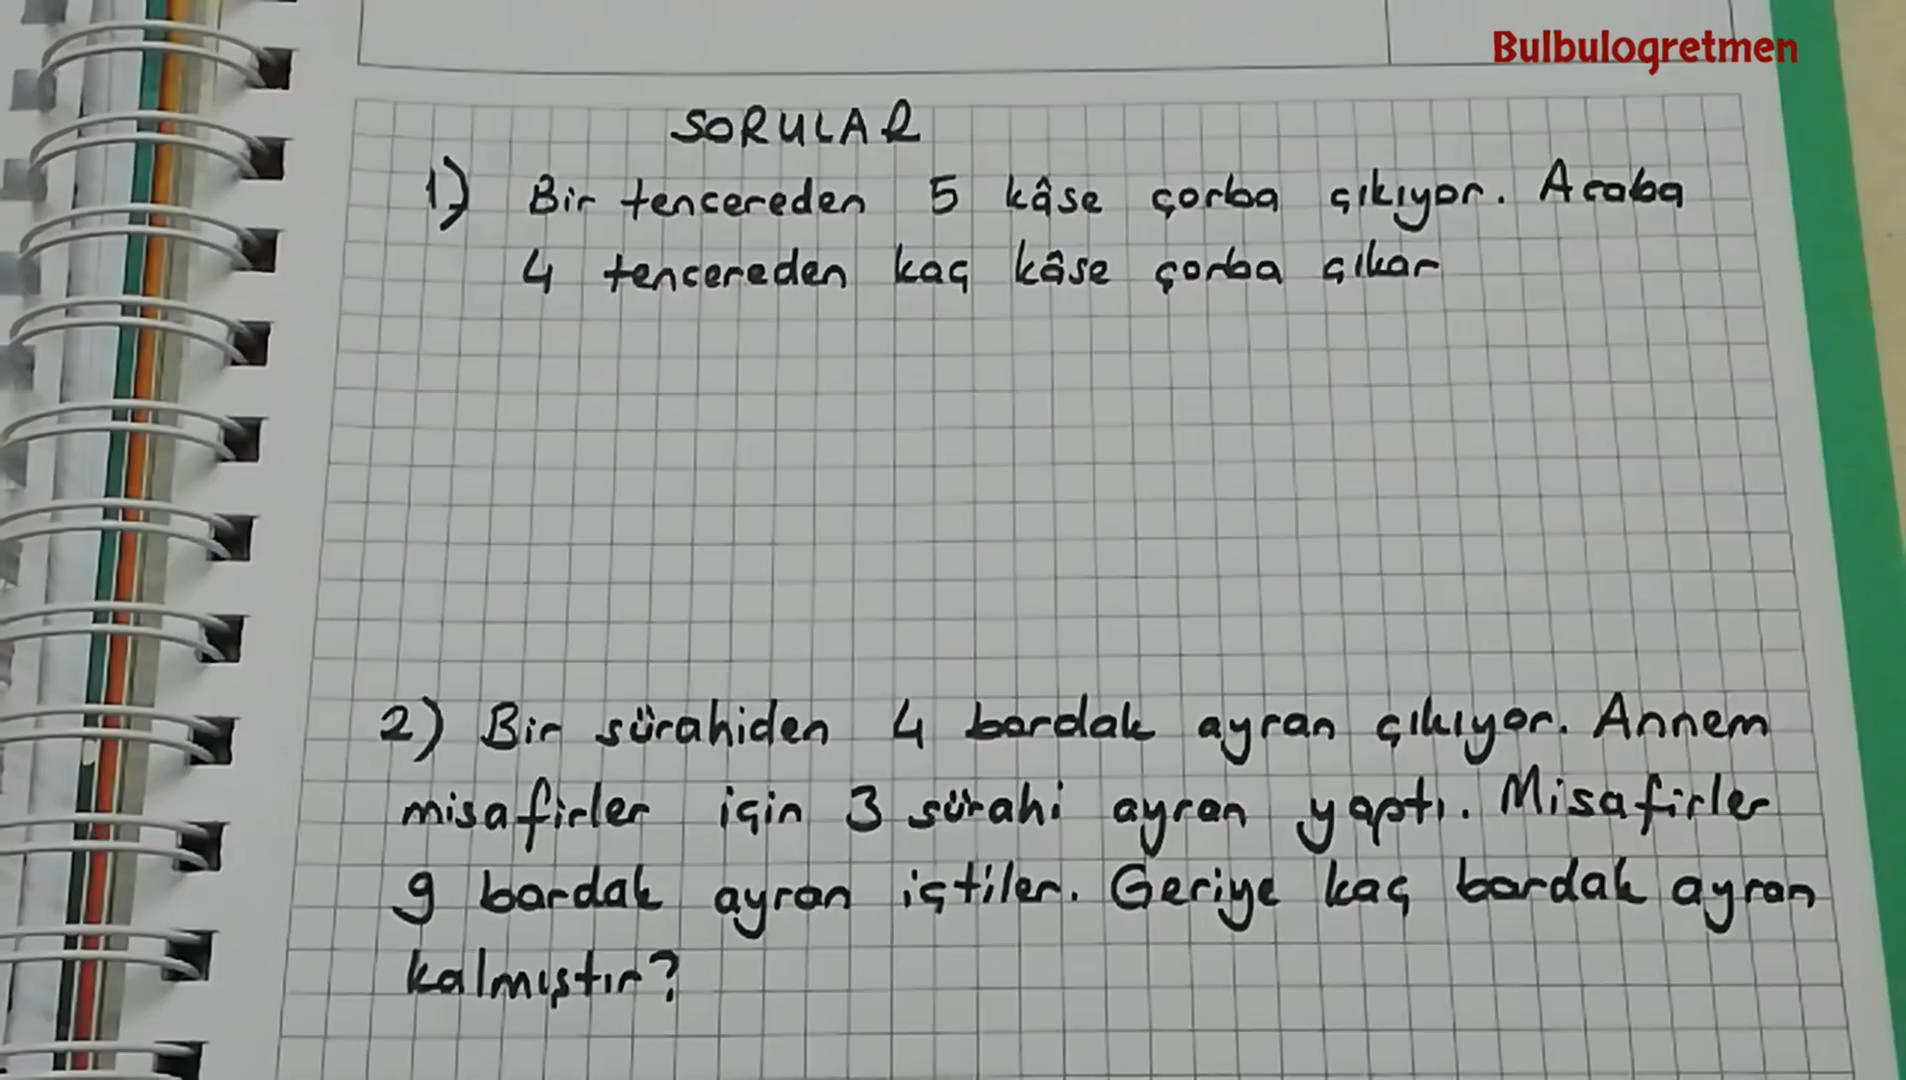 Bulbulogretmen
SORULAR
1) Bir tencereden 5 kâse çorba çıkıyor. Acaba
4 tencereden kaç kâse çorba çıkar
2) Bir sürahiden 4 bardak ayran çıkıyor. Annem
misafirler için 3 sürahi ayran yaptı. Misafirler
9 bardak ayran içtiler. Geriye kaç bardak ayran
kalmıştır?